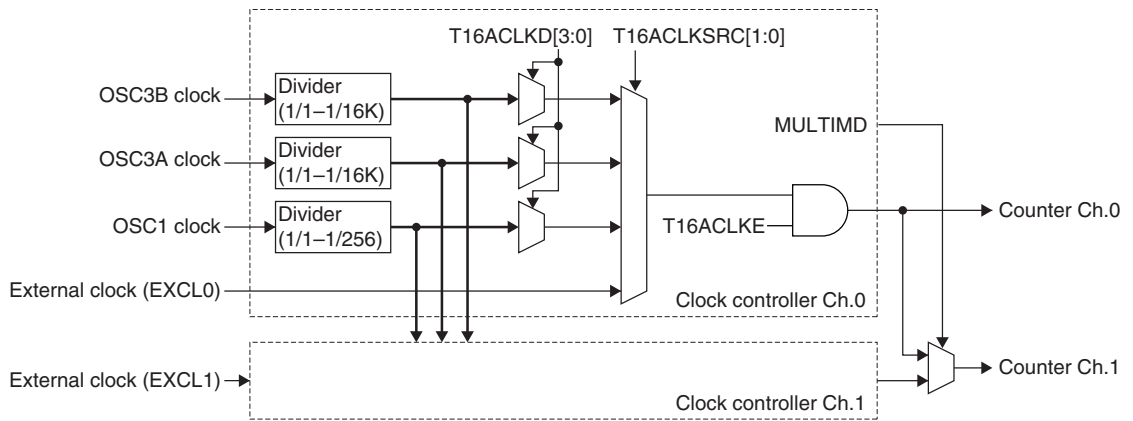 T16ACLKD[3:0] T16ACLKSRC[1:0]
OSC3B clock
Divider
(1/1–1/16K)
MULTIMD
OSC3A clock
Divider
(1/1–1/16K)
OSC1 clock
Divider
(1/1–1/256)
T16ACLKE
Counter Ch.0
External clock (EXCL0)
Clock controller Ch.0
External clock (EXCL1)
Counter Ch.1
Clock controller Ch.1